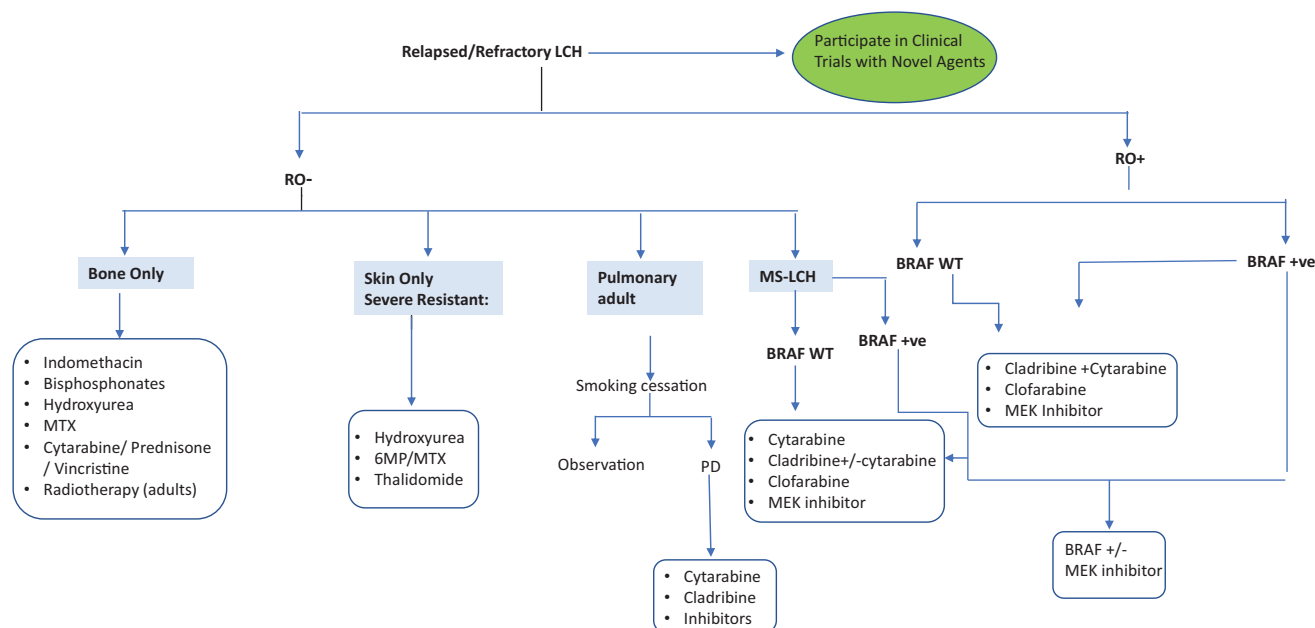 Relapsed/Refractory LCH
Participate in Clinical
Trials with Novel Agents
RO-
RO+
Bone Only
Skin Only
Severe Resistant:
Pulmonary
adult
MS-LCH
BRAF WT
BRAF +ve
BRAF WT
BRAF +ve
• Indomethacin
• Bisphosphonates
• Hydroxyurea
• MTX
• Cytarabine/ Prednisone
/ Vincristine
• Radiotherapy (adults)
• Hydroxyurea
• 6MP/MTX
• Thalidomide
Smoking cessation
Observation
PD
• Cytarabine
• Cladribine
• Inhibitors
• Cytarabine
• Cladribine+/-cytarabine
• Clofarabine
• MEK inhibitor
• Cladribine +Cytarabine
• Clofarabine
• MEK Inhibitor
BRAF +/-
MEK inhibitor